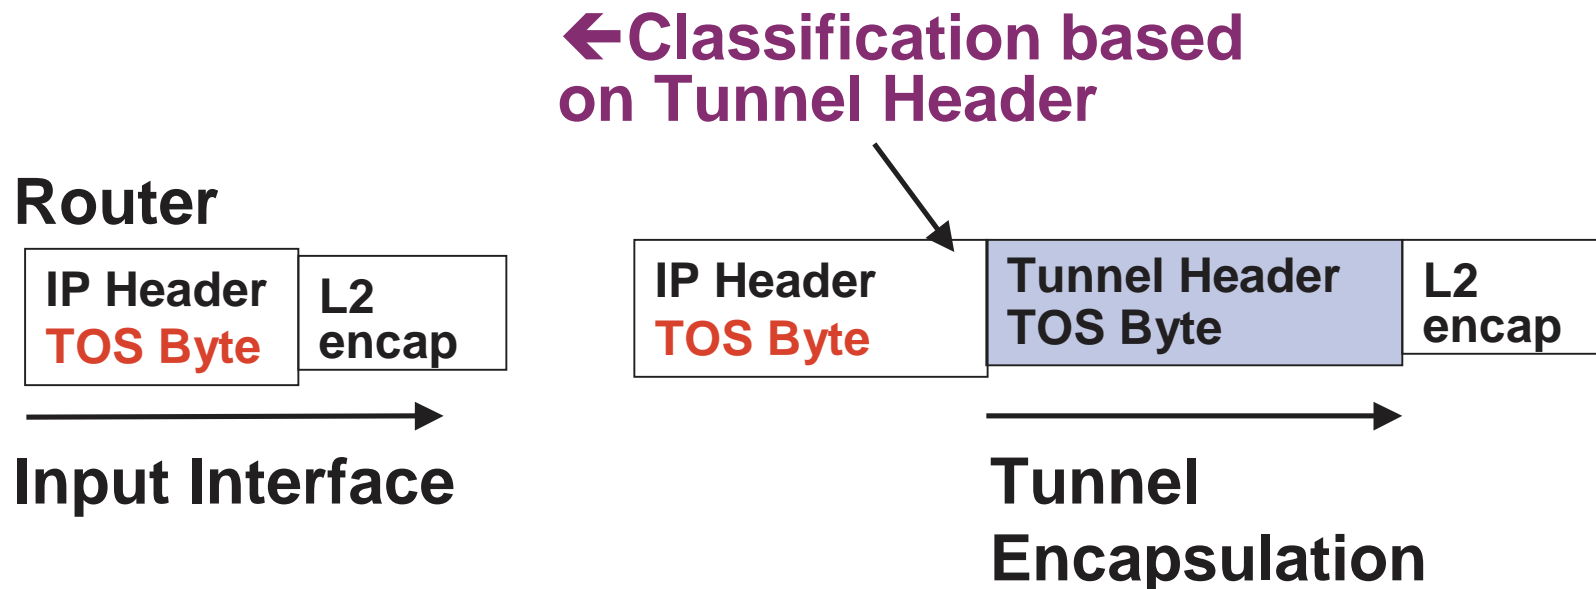 ←Classification based
on Tunnel Header
Router
IP Header
TOS Byte
L2
encap
IP Header
TOS Byte
Tunnel Header
TOS Byte
L2
encap
Input Interface
Tunnel
Encapsulation